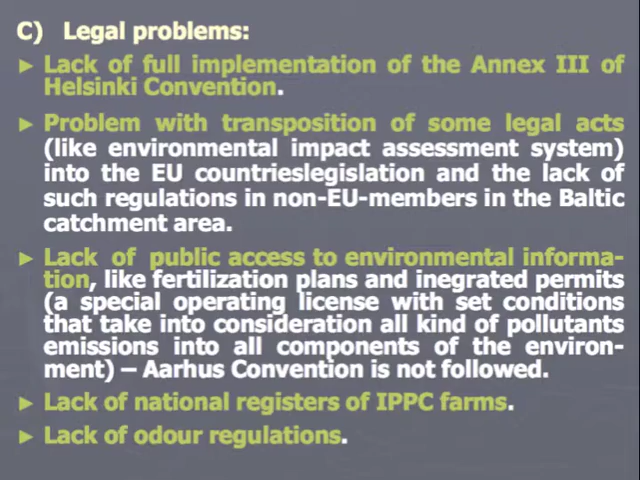 C) Legal problems:
► Lack of full implementation of the Annex III of
Helsinki Convention.
► Problem with transposition of some legal acts
(like environmental impact assessment system)
into the EU countrieslegislation and the lack of
such regulations in non-EU-members in the Baltic
catchment area.
► Lack of public access to environmental informa-
tion, like fertilization plans and inegrated permits
(a special operating license with set conditions
that take into consideration all kind of pollutants
emissions into all components of the environ-
ment) – Aarhus Convention is not followed.
► Lack of national registers of IPPC farms.
► Lack of odour regulations.